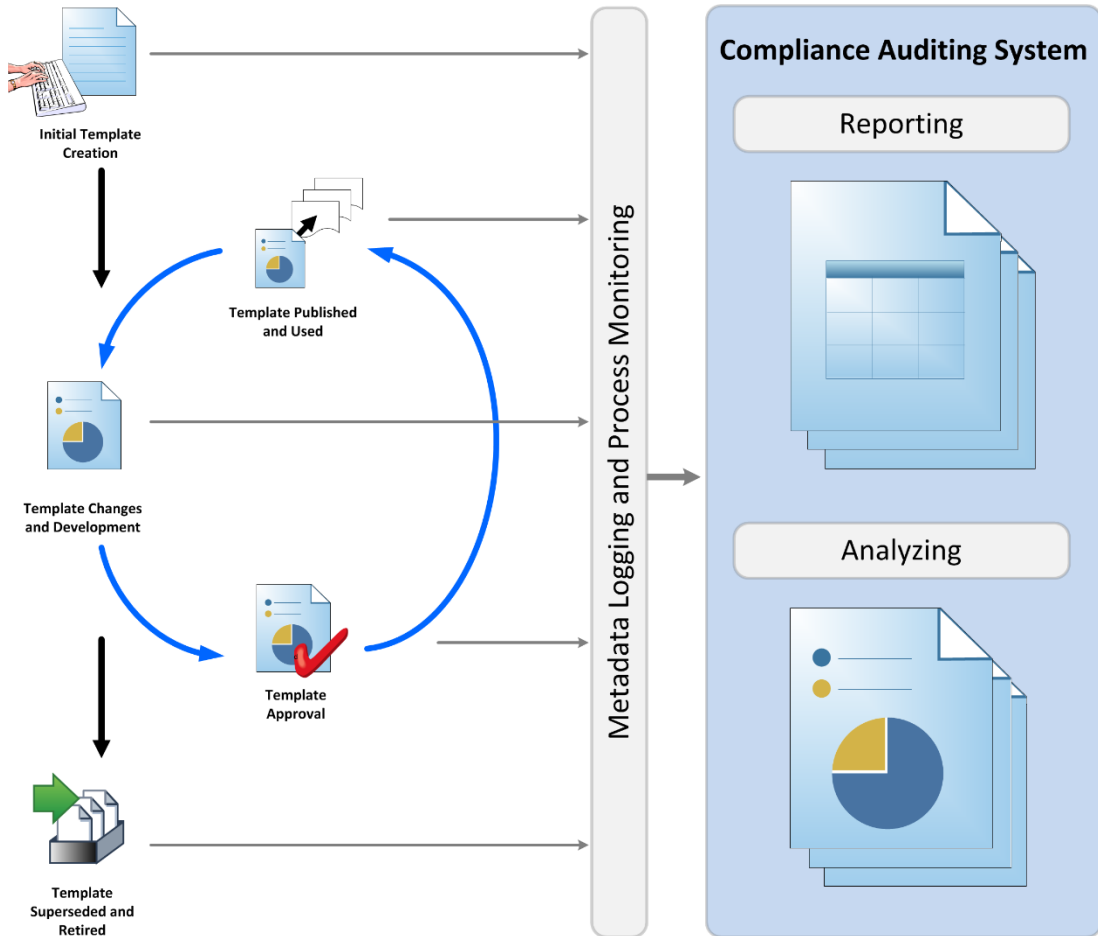 Compliance Auditing System
Reporting
Initial Template
Creation
Template Published
and Used
Metadata Logging and Process Monitoring
Template Changes
and Development
Analyzing
Template
Approval
Template
Superseded and
Retired